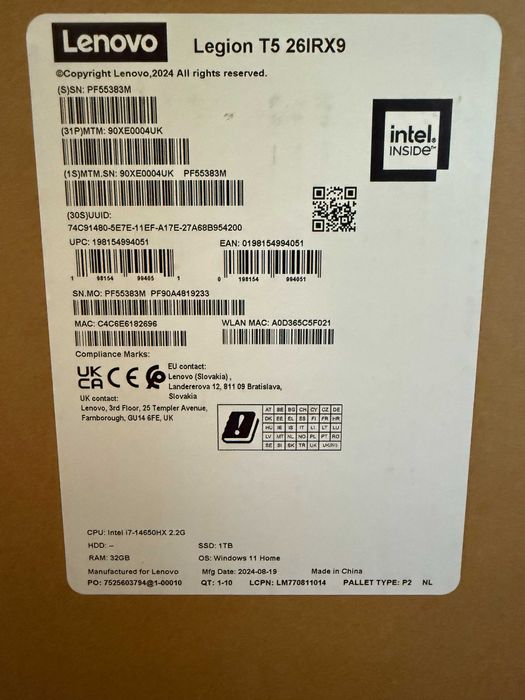 Lenovo
Legion T5 26IRX9
©Copyright Lenovo,2024 All rights reserved.
(S)SN: PF55383M
(31P)MTM: 90XE0004UK
(1S)MTM.SN: 90XE0004UK PF55383M
intel.
INSIDE™
(30S)UUID:
74C91480-5E7E-11EF-A17E-27A68B954200
UPC: 198154994051 EAN: 0198154994051
1 98154 99405 1 0 198154 994051
SN.MO: PF55383M PF90A4819233
MAC: C4C6E6182696 WLAN MAC: A0D365C5F021
Compliance Marks:
UK
CA CE
EU contact:
Lenovo (Slovakia) ,
Landererova 12, 811 09 Bratislava,
Slovakia
UK contact:
Lenovo, 3rd Floor, 25 Templer Avenue,
Farnborough, GU14 6FE, UK
AT BE BG CH CY CZ DE
DK EE EL ES FI FR HR
HU IE IS IT LI LT LU
LV MT NL NO PL PT RO
SE SI SK TR UK UK(NI)
CPU: Intel i7-14650HX 2.2G
HDD: – SSD: 1TB
RAM: 32GB OS: Windows 11 Home
Manufactured for Lenovo Mfg Date: 2024-08-19 Made in China
PO: 7525603794@1-00010 QT: 1-10 LCPN: LM770811014 PALLET TYPE: P2 NL